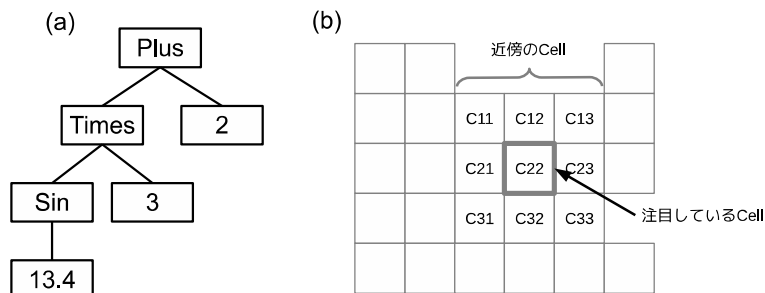 (a)
Plus
Times
2
Sin
3
13.4
(b)
近傍のCell
C11 C12 C13
C21 C22 C23
C31 C32 C33
注目しているCell